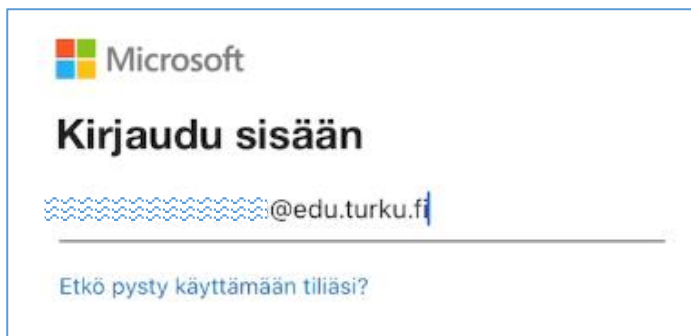 Microsoft
Kirjaudu sisään
@edu.turku.fi
Etkö pysty käyttämään tiliäsi?